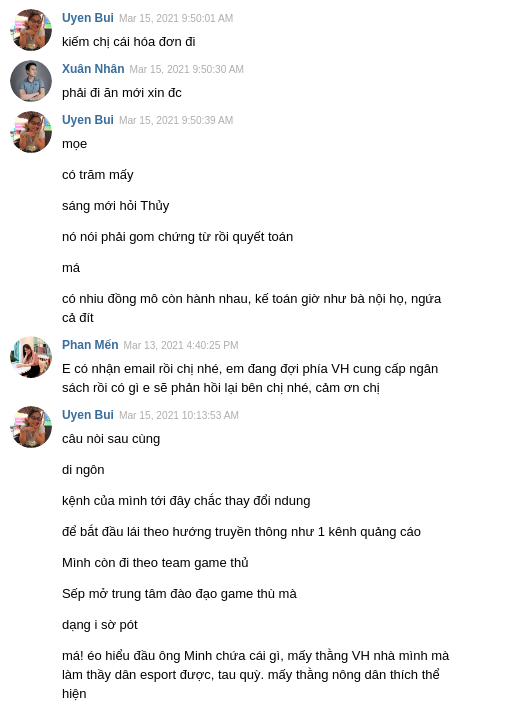 Uyen Bui Mar 15, 2021 9:50:01 AM
kiếm chị cái hóa đơn đi
Xuân Nhân Mar 15, 2021 9:50:30 AM
phải đi ăn mới xin đc
Uyen Bui Mar 15, 2021 9:50:39 AM
mọe
có trăm mấy
sáng mới hỏi Thủy
nó nói phải gom chứng từ rồi quyết toán
má
có nhiu đồng mô còn hành nhau, kế toán giờ như bà nội họ, ngứa
cả đít
Phan Mến Mar 13, 2021 4:40:25 PM
E có nhận email rồi chị nhé, em đang đợi phía VH cung cấp ngân
sách rồi có gì e sẽ phản hồi lại bên chị nhé, cảm ơn chị
Uyen Bui Mar 15, 2021 10:13:53 AM
câu nòi sau cùng
di ngôn
kệnh của mình tới đây chắc thay đổi ndung
để bắt đầu lái theo hướng truyền thông như 1 kênh quảng cáo
Mình còn đi theo team game thủ
Sếp mở trung tâm đào đạo game thù mà
dạng i sờ pót
má! éo hiểu đầu ông Minh chứa cái gì, mấy thằng VH nhà mình mà
làm thầy dân esport được, tau quỳ. mấy thằng nông dân thích thể
hiện